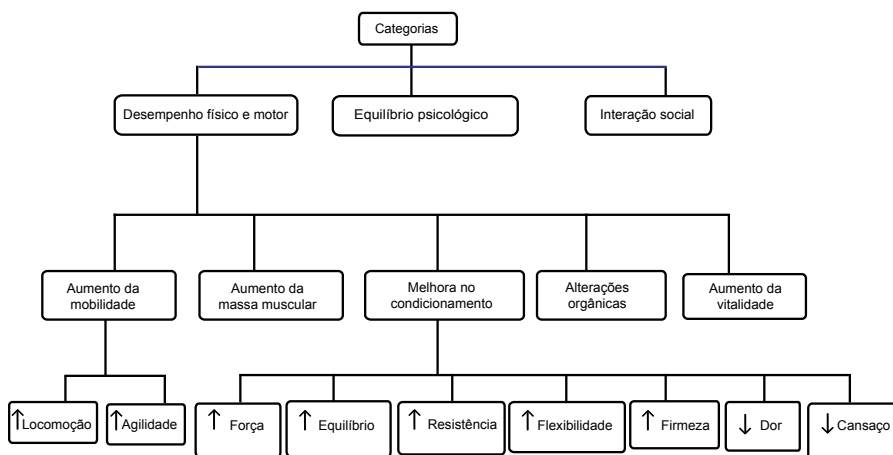 Categorias
Desempenho físico e motor
Equilíbrio psicológico
Interação social
Aumento da
mobilidade
Aumento da
massa muscular
Melhora no
condicionamento
Alterações
orgânicas
Aumento da
vitalidade
↑Locomoção
↑Agilidade
↑ Força
↑ Equilíbrio
↑ Resistência
↑ Flexibilidade
↑ Firmeza
↓ Dor
↓ Cansaço